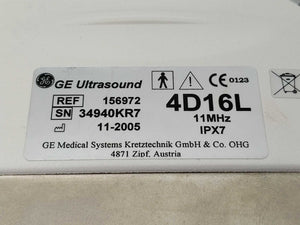 GE Ultrasound
CE 0123
REF 156972
SN 34940KR7
11-2005
4D16L
11MHz
IPX7
GE Medical Systems Kretztechnik GmbH & Co. OHG
4871 Zipf, Austria